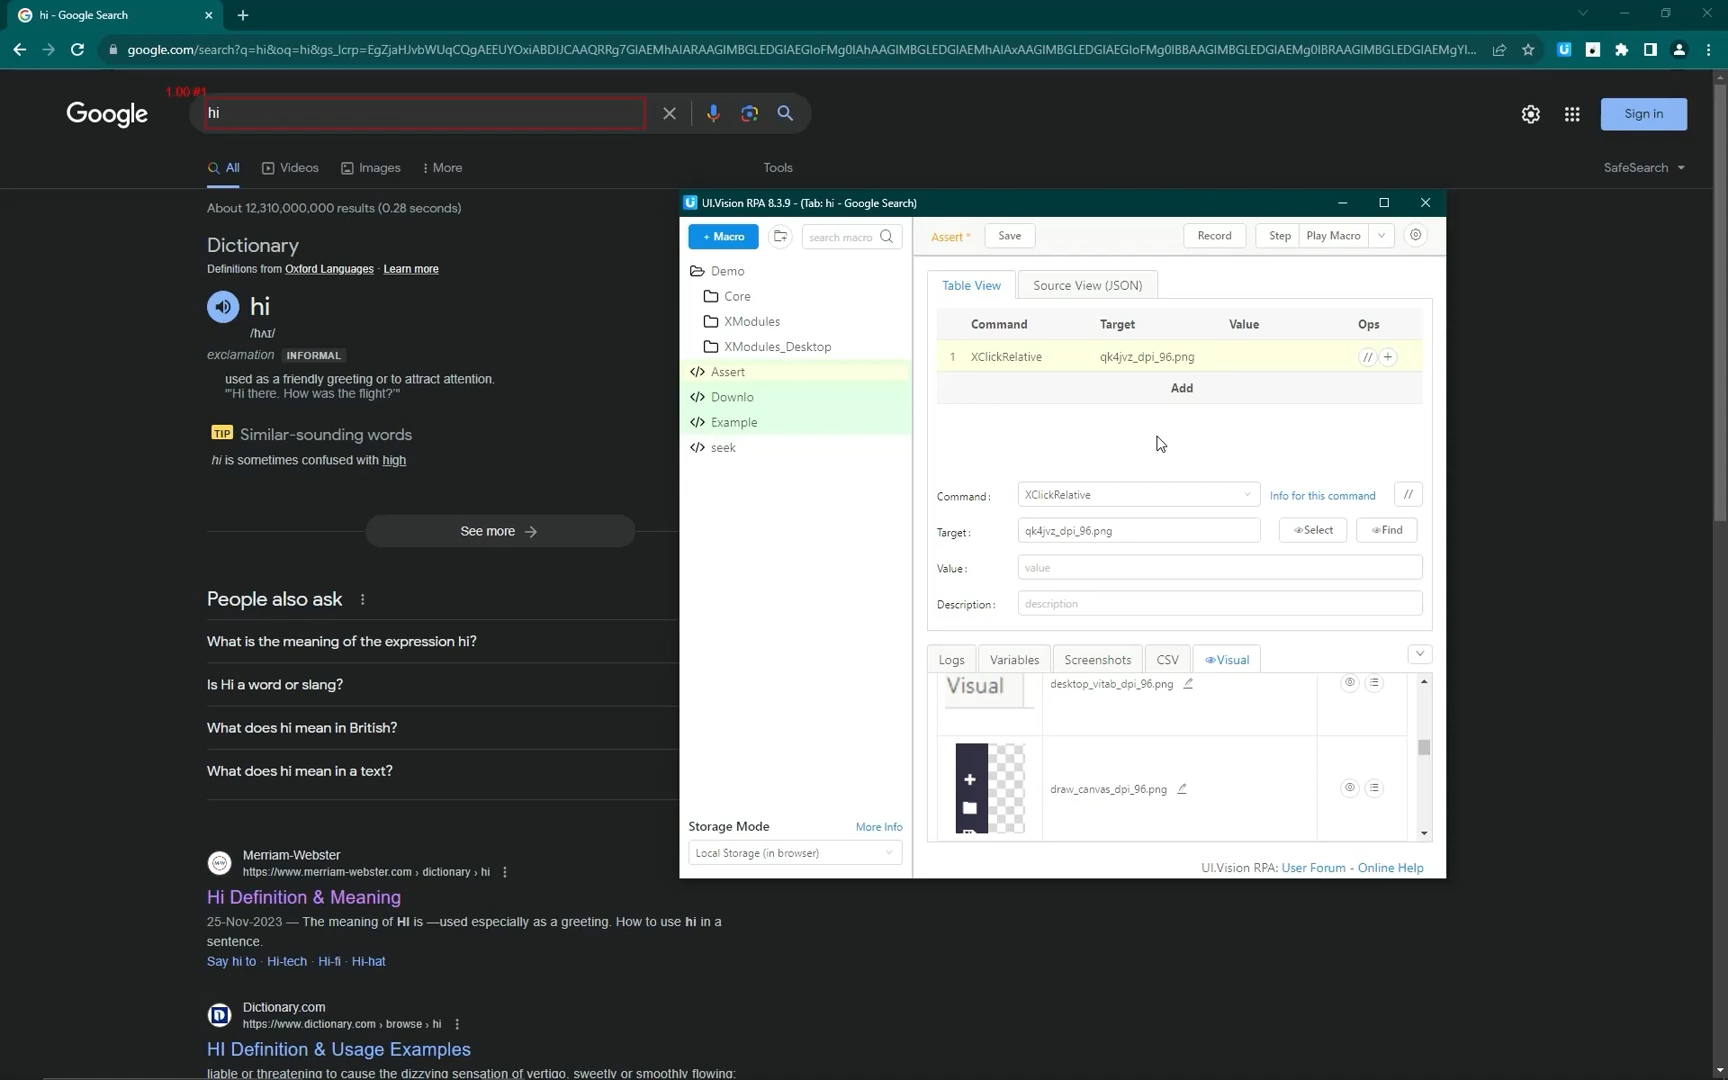 hi - Google Search
google.com/search?q=hi&oq=hi&gs_lcrp=EgZjaHJvbWUqCQgAEEUYOxiABDIJCAAQRRg7GIAEMhAIARAAGIMBGLEDGIAEGIoFMg0IAhAAGIMBGLEDGIAEMhAIAxAAGIMBGLEDGIAEGIoFMg0IBBAAGIMBGLEDGIAEMg0IBRAAGIMBGLEDGIAEMgYI...
1.00 #1
Google
hi
Sign in
All
Videos
Images
More
Tools
SafeSearch
About 12,310,000,000 results (0.28 seconds)
Dictionary
Definitions from Oxford Languages · Learn more
hi
/hʌɪ/
exclamation INFORMAL
used as a friendly greeting or to attract attention.
"'Hi there. How was the flight?'"
TIP Similar-sounding words
hi is sometimes confused with high
See more
People also ask
What is the meaning of the expression hi?
Is Hi a word or slang?
What does hi mean in British?
What does hi mean in a text?
Merriam-Webster
https://www.merriam-webster.com › dictionary › hi
Hi Definition & Meaning
25-Nov-2023 — The meaning of HI is —used especially as a greeting. How to use hi in a
sentence.
Say hi to · Hi-tech · Hi-fi · Hi-hat
Dictionary.com
https://www.dictionary.com › browse › hi
HI Definition & Usage Examples
liable or threatening to cause the dizzying sensation of vertigo. sweetly or smoothly flowing;
UI.Vision RPA 8.3.9 - (Tab: hi - Google Search)
+ Macro
search macro
Demo
Core
XModules
XModules_Desktop
Assert
Downlo
Example
seek
Storage Mode
More Info
Local Storage (in browser)
Assert *
Save
Record
Step
Play Macro
Table View
Source View (JSON)
Command Target Value Ops
1 XClickRelative qk4jvz_dpi_96.png // +
Add
Command: XClickRelative Info for this command //
Target: qk4jvz_dpi_96.png Select Find
Value: value
Description: description
Logs
Variables
Screenshots
CSV
Visual
Visual
desktop_vitab_dpi_96.png
draw_canvas_dpi_96.png
UI.Vision RPA: User Forum - Online Help